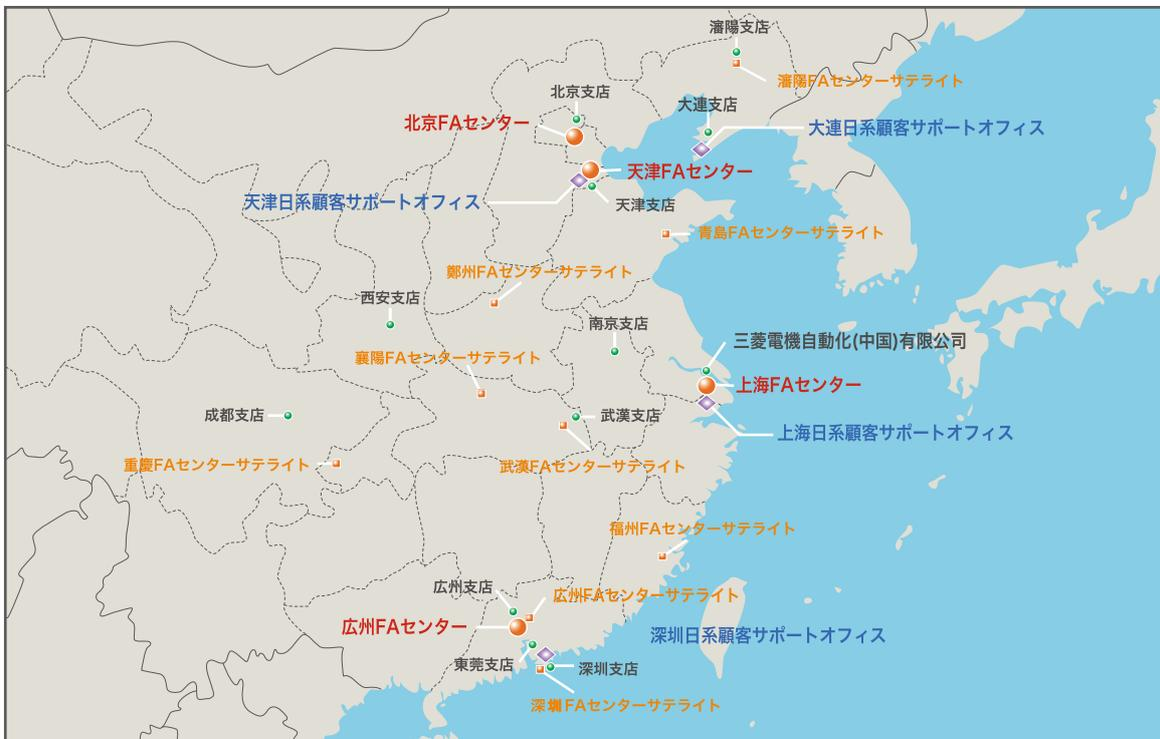 瀋陽支店
瀋陽FAセンターサテライト
北京支店
大連支店
北京FAセンター
大連日系顧客サポートオフィス
天津FAセンター
天津日系顧客サポートオフィス
天津支店
青島FAセンターサテライト
鄭州FAセンターサテライト
西安支店
南京支店
三菱電機自動化(中国)有限公司
襄陽FAセンターサテライト
上海FAセンター
成都支店
武漢支店
上海日系顧客サポートオフィス
重慶FAセンターサテライト
武漢FAセンターサテライト
福州FAセンターサテライト
広州支店
広州FAセンターサテライト
広州FAセンター
深圳日系顧客サポートオフィス
東莞支店
深圳支店
深圳FAセンターサテライト